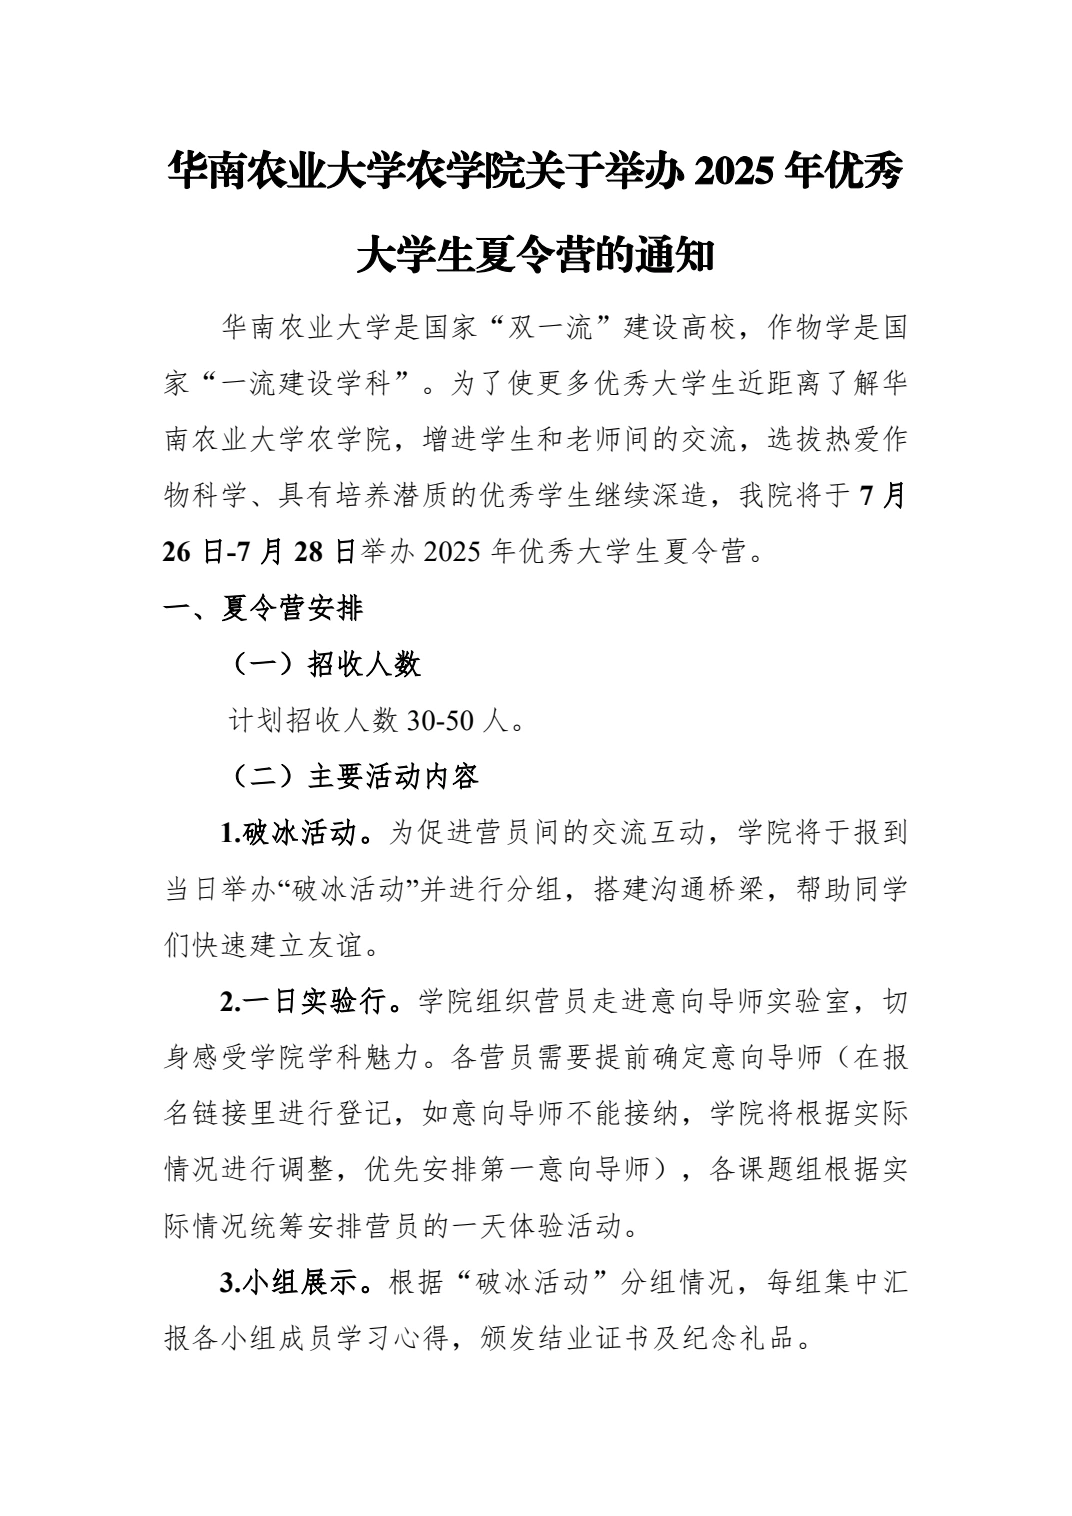 华南农业大学农学院关于举办 2025 年优秀
大学生夏令营的通知
华南农业大学是国家“双一流”建设高校，作物学是国
家“一流建设学科”。为了使更多优秀大学生近距离了解华
南农业大学农学院，增进学生和老师间的交流，选拔热爱作
物科学、具有培养潜质的优秀学生继续深造，我院将于 7 月
26 日-7 月 28 日举办 2025 年优秀大学生夏令营。
一、夏令营安排
（一）招收人数
计划招收人数 30-50 人。
（二）主要活动内容
1.破冰活动。为促进营员间的交流互动，学院将于报到
当日举办“破冰活动”并进行分组，搭建沟通桥梁，帮助同学
们快速建立友谊。
2.一日实验行。学院组织营员走进意向导师实验室，切
身感受学院学科魅力。各营员需要提前确定意向导师（在报
名链接里进行登记，如意向导师不能接纳，学院将根据实际
情况进行调整，优先安排第一意向导师），各课题组根据实
际情况统筹安排营员的一天体验活动。
3.小组展示。根据“破冰活动”分组情况，每组集中汇
报各小组成员学习心得，颁发结业证书及纪念礼品。